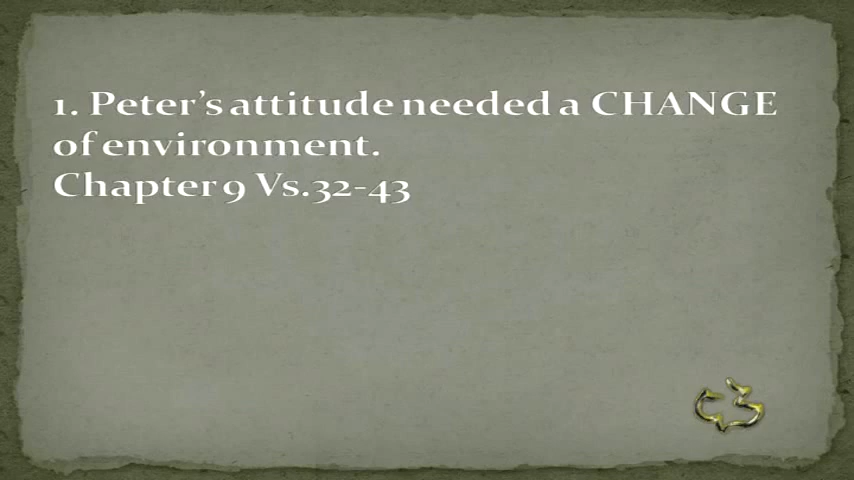 1. Peter's attitude needed a CHANGE
of environment.
Chapter 9 Vs.32-43